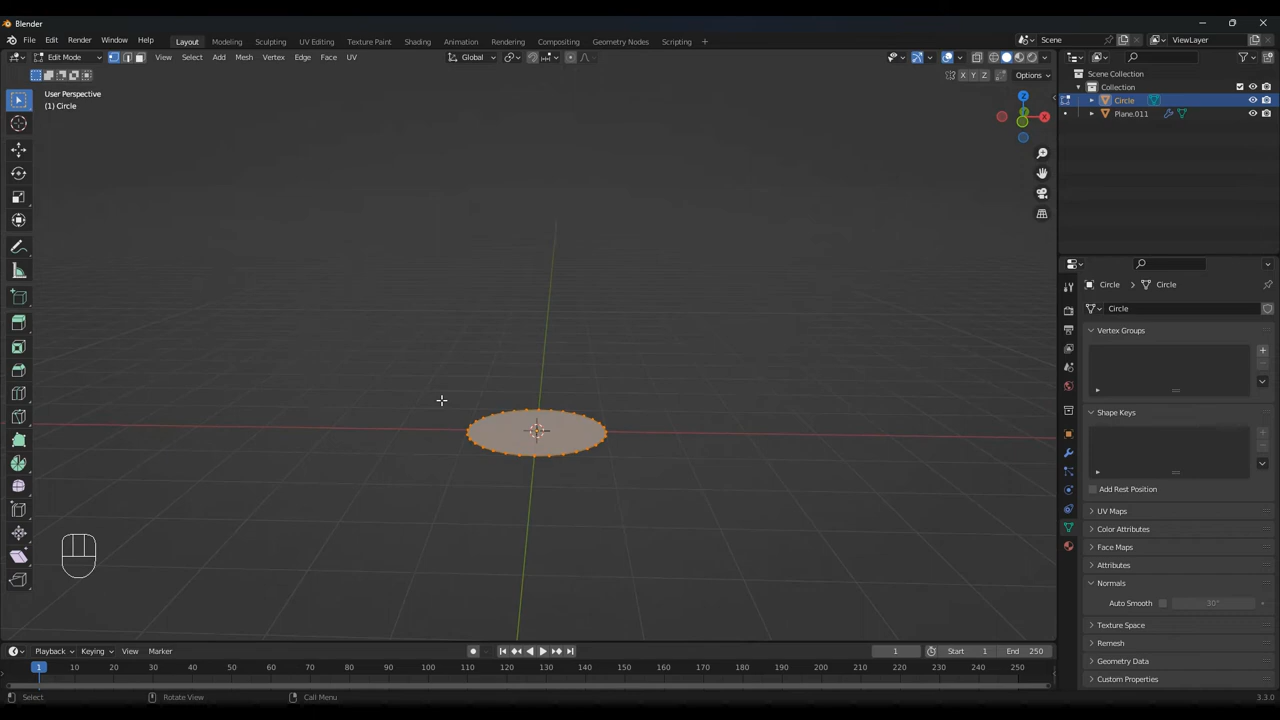 Blender
File Edit Render Window Help Layout Modeling Sculpting UV Editing Texture Paint Shading Animation Rendering Compositing Geometry Nodes Scripting + Scene ViewLayer
Edit Mode View Select Add Mesh Vertex Edge Face UV Global
X Y Z Options
User Perspective
(1) Circle
Scene Collection
Collection
Circle
Plane.011
Z
X
Circle Circle
Circle
Vertex Groups
Shape Keys
Add Rest Position
UV Maps
Color Attributes
Face Maps
Attributes
Normals
Auto Smooth 30°
Texture Space
Remesh
Geometry Data
Custom Properties
Playback Keying View Marker 1 Start 1 End 250
1 10 20 30 40 50 60 70 80 90 100 110 120 130 140 150 160 170 180 190 200 210 220 230 240 250
Select Rotate View Call Menu 3.3.0